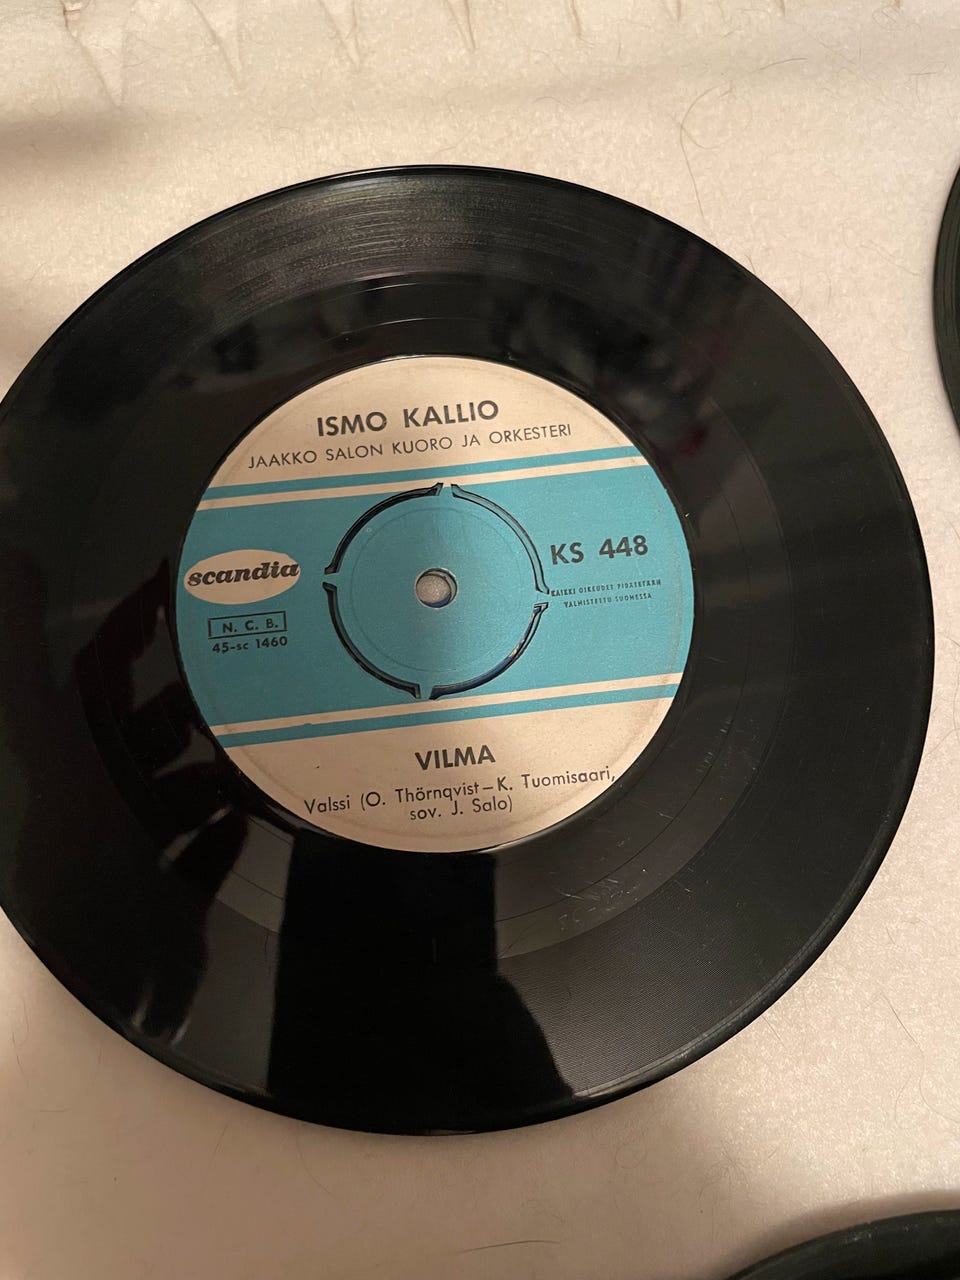 ISMO KALLIO
JAAKKO SALON KUORO JA ORKESTERI
scandia
N. C. B.
45-sc 1460
KS 448
KAIKKI OIKEUDET PIDÄTETÄÄN
VALMISTETTU SUOMESSA
VILMA
Valssi (O. Thörnqvist – K. Tuomisaari,
sov. J. Salo)